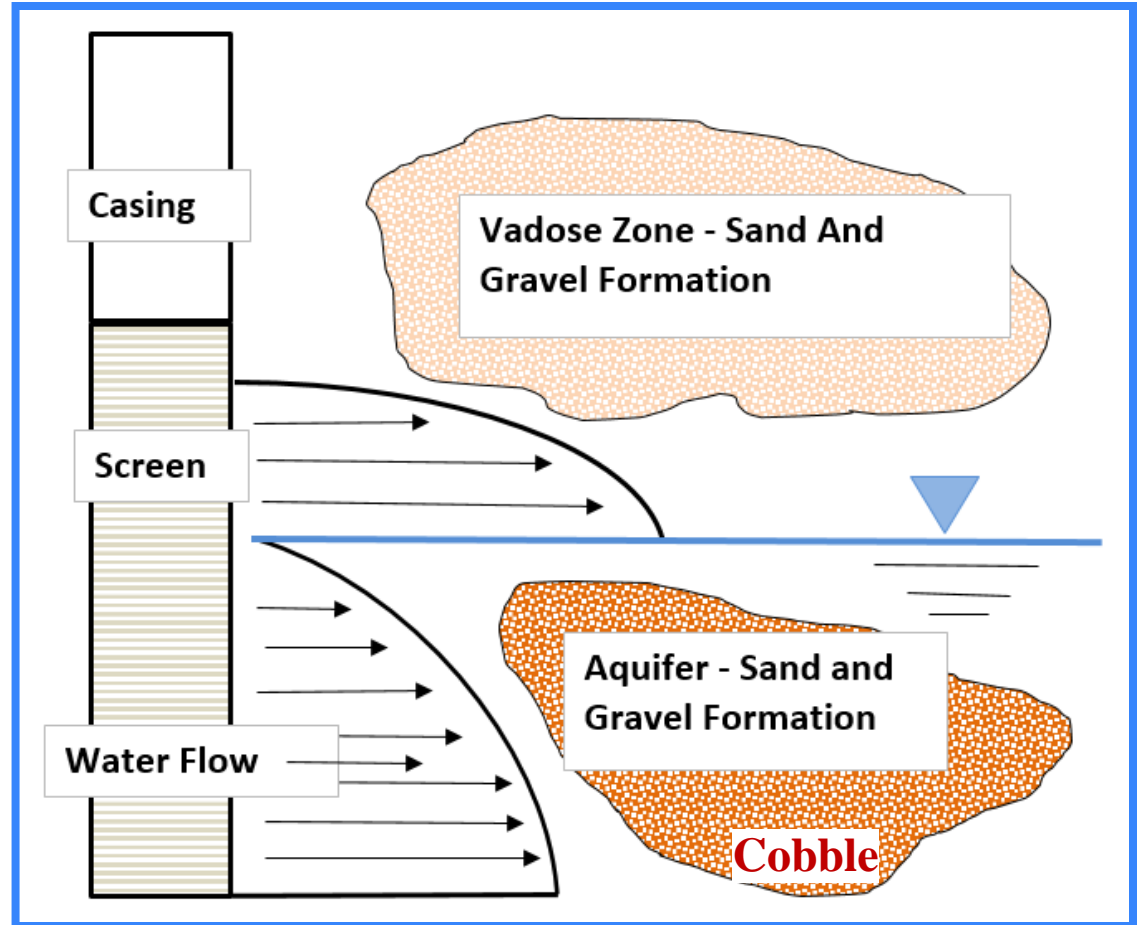 Casing
Vadose Zone - Sand And
Gravel Formation
Screen
Aquifer - Sand and
Gravel Formation
Water Flow
Cobble